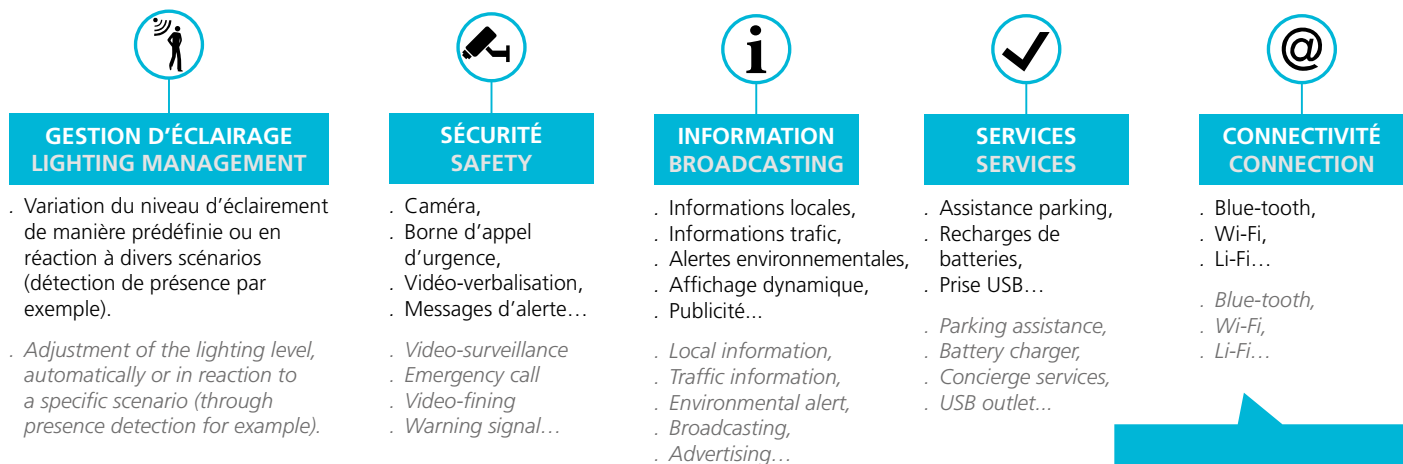 GESTION D'ÉCLAIRAGE
LIGHTING MANAGEMENT
. Variation du niveau d'éclairement
de manière prédéfinie ou en
réaction à divers scénarios
(détection de présence par
exemple).
. Adjustment of the lighting level,
automatically or in reaction to
a specific scenario (through
presence detection for example).
SÉCURITÉ
SAFETY
. Caméra,
. Borne d'appel
d'urgence,
. Vidéo-verbalisation,
. Messages d'alerte…
. Video-surveillance
. Emergency call
. Video-fining
. Warning signal…
i
INFORMATION
BROADCASTING
. Informations locales,
. Informations trafic,
. Alertes environnementales,
. Affichage dynamique,
. Publicité...
. Local information,
. Traffic information,
. Environmental alert,
. Broadcasting,
. Advertising…
SERVICES
SERVICES
. Assistance parking,
. Recharges de
batteries,
. Prise USB…
. Parking assistance,
. Battery charger,
. Concierge services,
. USB outlet...
@
CONNECTIVITÉ
CONNECTION
. Blue-tooth,
. Wi-Fi,
. Li-Fi…
. Blue-tooth,
. Wi-Fi,
. Li-Fi…